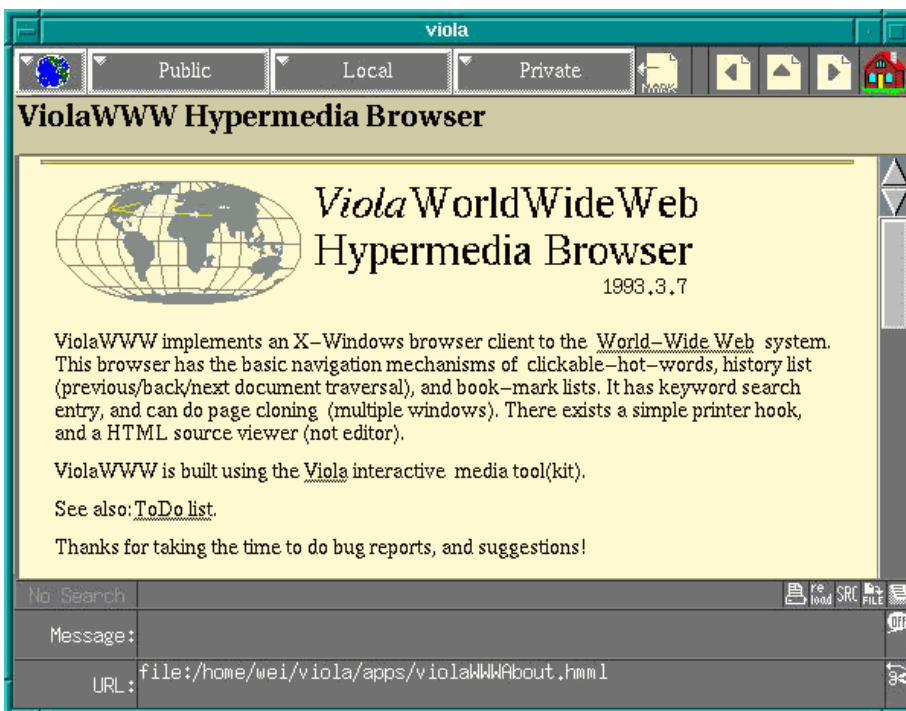 viola
Public Local Private MARK
ViolaWWW Hypermedia Browser
Viola WorldWideWeb
Hypermedia Browser
1993.3.7
ViolaWWW implements an X-Windows browser client to the World-Wide Web system.
This browser has the basic navigation mechanisms of clickable-hot-words, history list
(previous/back/next document traversal), and book-mark lists. It has keyword search
entry, and can do page cloning (multiple windows). There exists a simple printer hook,
and a HTML source viewer (not editor).
ViolaWWW is built using the Viola interactive media tool(kit).
See also: ToDo list.
Thanks for taking the time to do bug reports, and suggestions!
No Search re load SRC FILE
Message: OFF
URL: file:/home/wei/viola/apps/violaWWWAbout.hmml